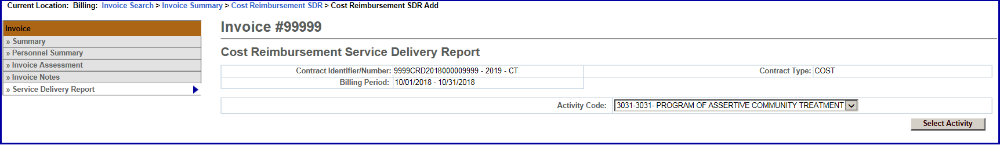 Current Location: Billing: Invoice Search > Invoice Summary > Cost Reimbursement SDR > Cost Reimbursement SDR Add
Invoice
» Summary
» Personnel Summary
» Invoice Assessment
» Invoice Notes
» Service Delivery Report
Invoice #99999
Cost Reimbursement Service Delivery Report
Contract Identifier/Number: 9999CRD2018000009999 - 2019 - CT Contract Type: COST
Billing Period: 10/01/2018 - 10/31/2018
Activity Code: 3031-3031- PROGRAM OF ASSERTIVE COMMUNITY TREATMENT
Select Activity